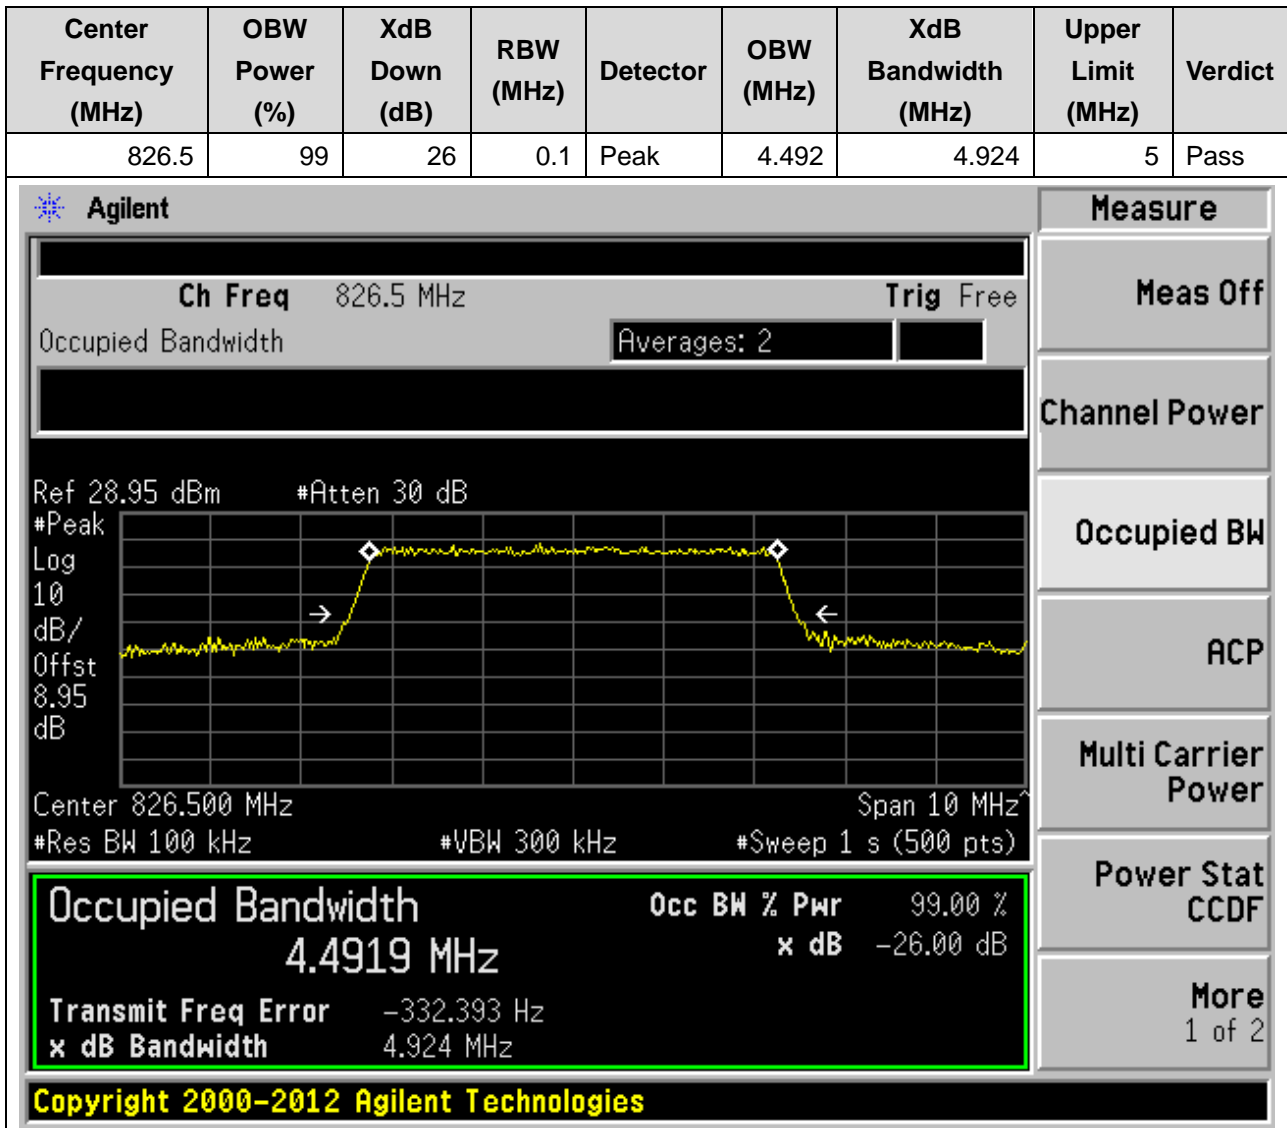 Center Frequency (MHz) OBW Power (%) XdB Down (dB) RBW (MHz) Detector OBW (MHz) XdB Bandwidth (MHz) Upper Limit (MHz) Verdict
826.5 99 26 0.1 Peak 4.492 4.924 5 Pass
Agilent
Measure
Ch Freq 826.5 MHz Trig Free
Meas Off
Occupied Bandwidth Averages: 2
Channel Power
Ref 28.95 dBm #Atten 30 dB
#Peak
Log
10
dB/
Offst
8.95
dB
Occupied BW
ACP
Multi Carrier
Power
Center 826.500 MHz Span 10 MHz^
#Res BW 100 kHz #VBW 300 kHz #Sweep 1 s (500 pts)
Power Stat
CCDF
Occupied Bandwidth Occ BW % Pwr 99.00 %
4.4919 MHz x dB -26.00 dB
Transmit Freq Error -332.393 Hz
x dB Bandwidth 4.924 MHz
More
1 of 2
Copyright 2000-2012 Agilent Technologies